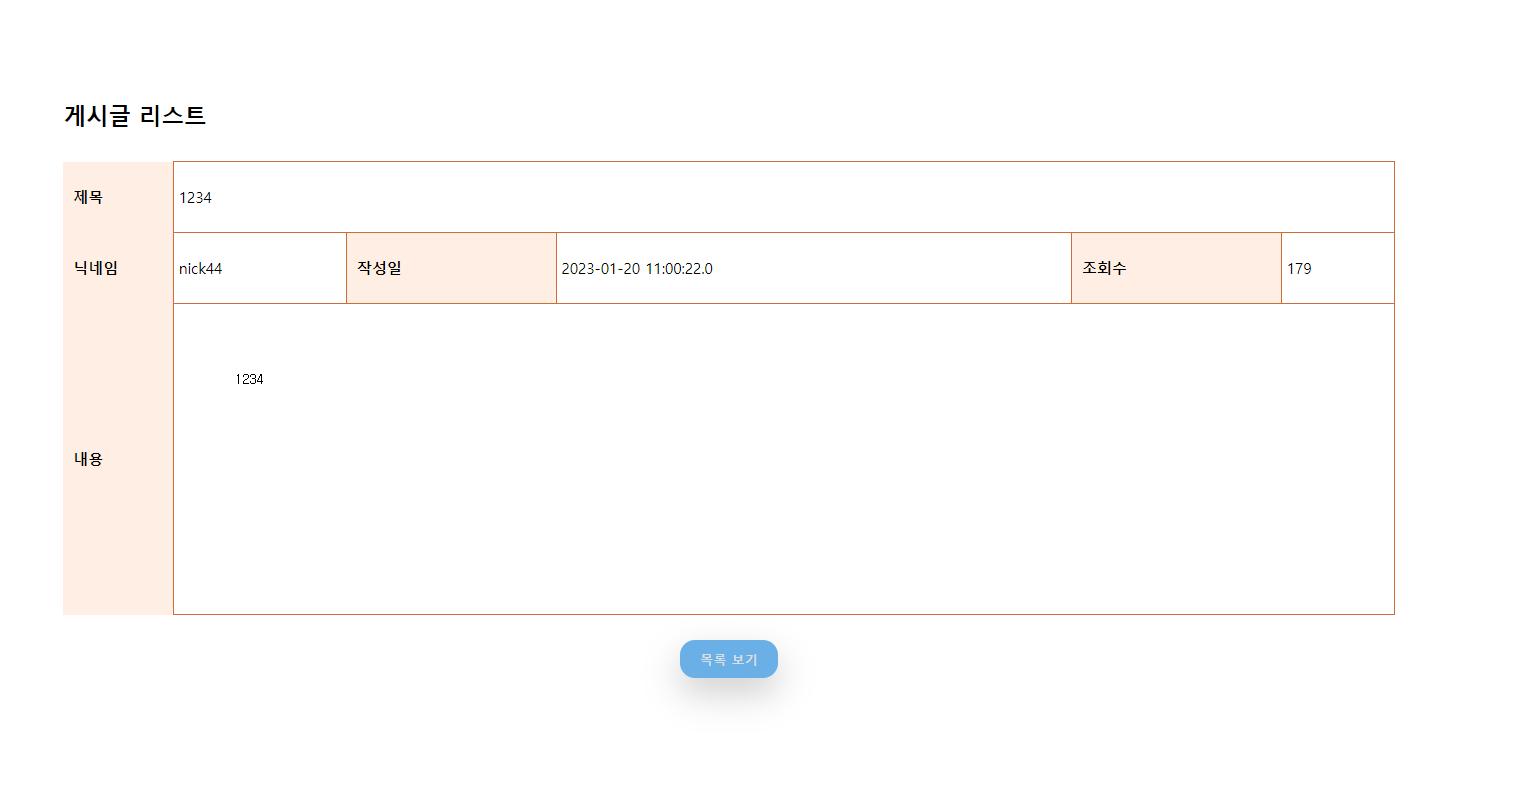 게시글 리스트
제목 1234
닉네임 nick44 작성일 2023-01-20 11:00:22.0 조회수 179
내용 1234
목록 보기